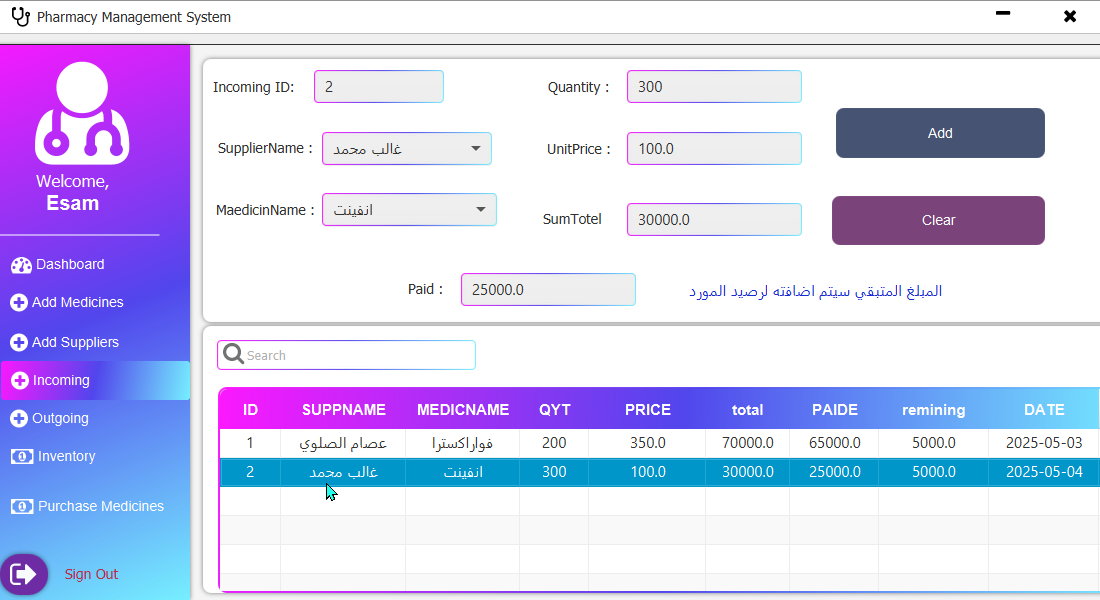 Pharmacy Management System
Welcome,
Esam
Dashboard
Add Medicines
Add Suppliers
Incoming
Outgoing
Inventory
Purchase Medicines
Sign Out
Incoming ID: 2
Quantity : 300
Add
SupplierName : غالب محمد
UnitPrice : 100.0
MaedicinName : انفينت
SumTotel 30000.0
Clear
Paid : 25000.0
المبلغ المتبقي سيتم اضافته لرصيد المورد
Search
ID SUPPNAME MEDICNAME QYT PRICE total PAIDE remining DATE
1 عصام الصلوي فواراكسترا 200 350.0 70000.0 65000.0 5000.0 2025-05-03
2 غالب محمد انفينت 300 100.0 30000.0 25000.0 5000.0 2025-05-04